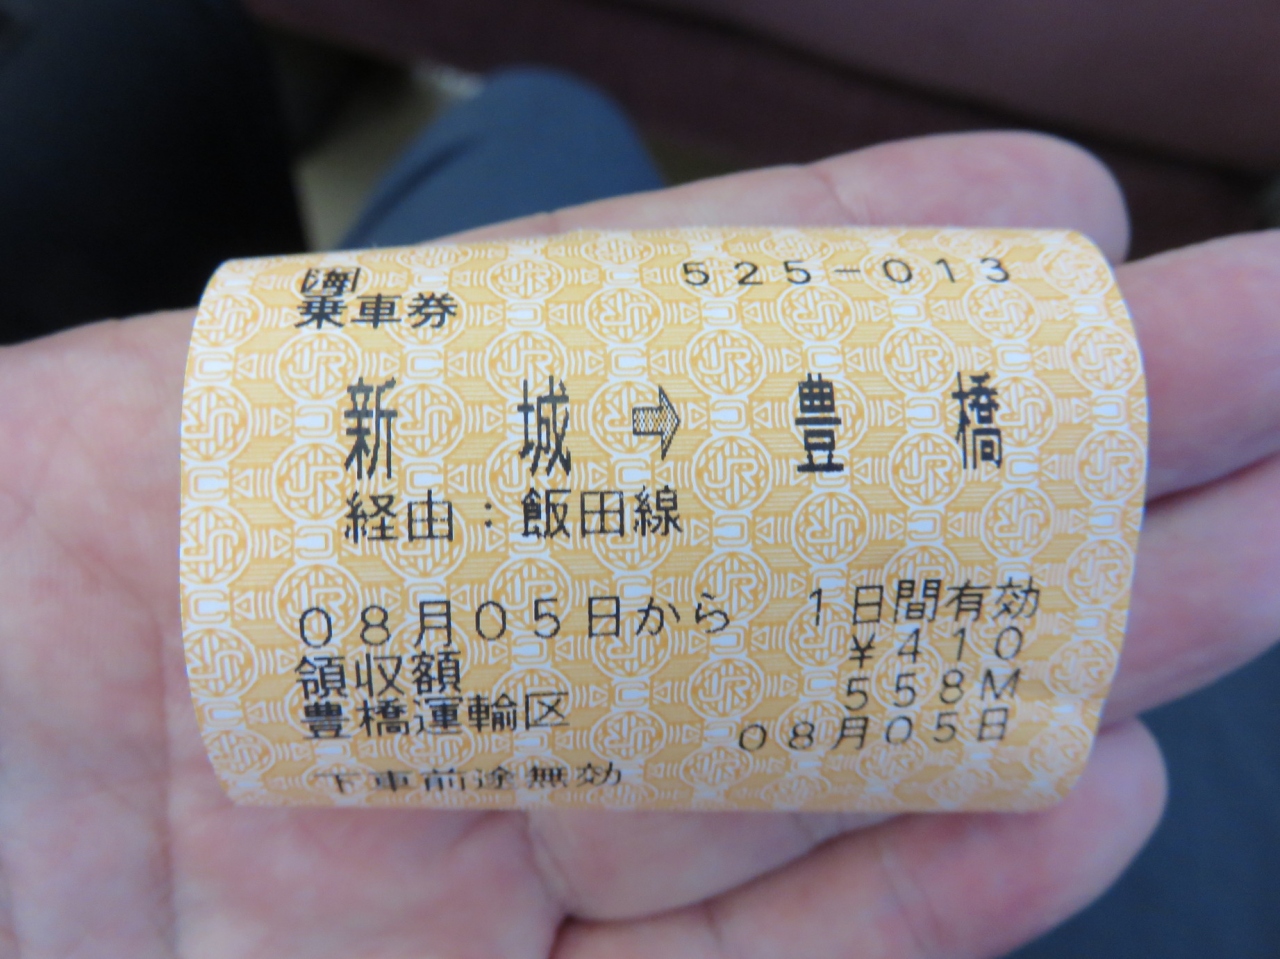 (海) 525-013
乗車券
新城⇨豊橋
経由：飯田線
08月05日から 1日間有効
領収額 ¥410
豊橋運輸区 558M
08月05日
下車前途無効